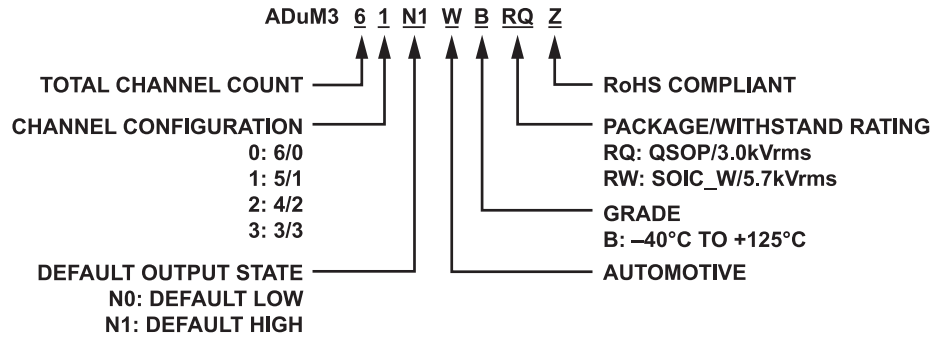 ADuM3 6 1 N1 W B RQ Z
TOTAL CHANNEL COUNT
CHANNEL CONFIGURATION
0: 6/0
1: 5/1
2: 4/2
3: 3/3
DEFAULT OUTPUT STATE
N0: DEFAULT LOW
N1: DEFAULT HIGH
RoHS COMPLIANT
PACKAGE/WITHSTAND RATING
RQ: QSOP/3.0kVrms
RW: SOIC_W/5.7kVrms
GRADE
B: –40°C TO +125°C
AUTOMOTIVE